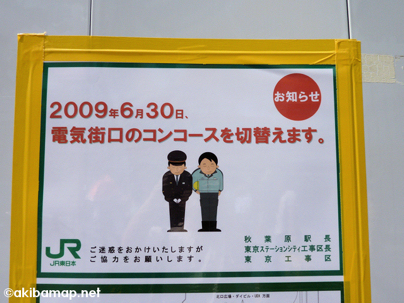 お知らせ
2009年6月30日、
電気街口のコンコースを切替えます。
JR
JR東日本
ご迷惑をおかけいたしますが
ご協力をお願いします。
秋葉原駅長
東京ステーションシティ工事区長
東京工事区
©akibamap.net